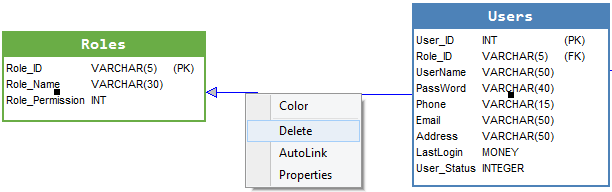 Roles
Role_ID VARCHAR(5) (PK)
Role_Name VARCHAR(30)
Role_Permission INT
Color
Delete
AutoLink
Properties
Users
User_ID INT (PK)
Role_ID VARCHAR(5) (FK)
UserName VARCHAR(50)
PassWord VARCHAR(40)
Phone VARCHAR(15)
Email VARCHAR(50)
Address VARCHAR(50)
LastLogin MONEY
User_Status INTEGER